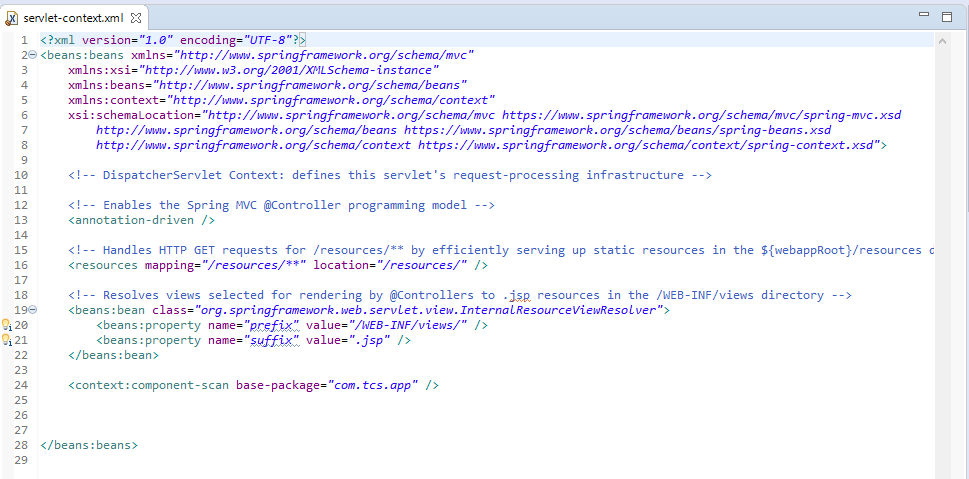 servlet-context.xml
1 <?xml version="1.0" encoding="UTF-8"?>
2 <beans:beans xmlns="http://www.springframework.org/schema/mvc"
3 xmlns:xsi="http://www.w3.org/2001/XMLSchema-instance"
4 xmlns:beans="http://www.springframework.org/schema/beans"
5 xmlns:context="http://www.springframework.org/schema/context"
6 xsi:schemaLocation="http://www.springframework.org/schema/mvc https://www.springframework.org/schema/mvc/spring-mvc.xsd
7 http://www.springframework.org/schema/beans https://www.springframework.org/schema/beans/spring-beans.xsd
8 http://www.springframework.org/schema/context https://www.springframework.org/schema/context/spring-context.xsd">
9
10 <!-- DispatcherServlet Context: defines this servlet's request-processing infrastructure -->
11
12 <!-- Enables the Spring MVC @Controller programming model -->
13 <annotation-driven />
14
15 <!-- Handles HTTP GET requests for /resources/** by efficiently serving up static resources in the ${webappRoot}/resources
16 <resources mapping="/resources/**" location="/resources/" />
17
18 <!-- Resolves views selected for rendering by @Controllers to .jsp resources in the /WEB-INF/views directory -->
19 <beans:bean class="org.springframework.web.servlet.view.InternalResourceViewResolver">
20 <beans:property name="prefix" value="/WEB-INF/views/" />
21 <beans:property name="suffix" value=".jsp" />
22 </beans:bean>
23
24 <context:component-scan base-package="com.tcs.app" />
25
26
27
28 </beans:beans>
29